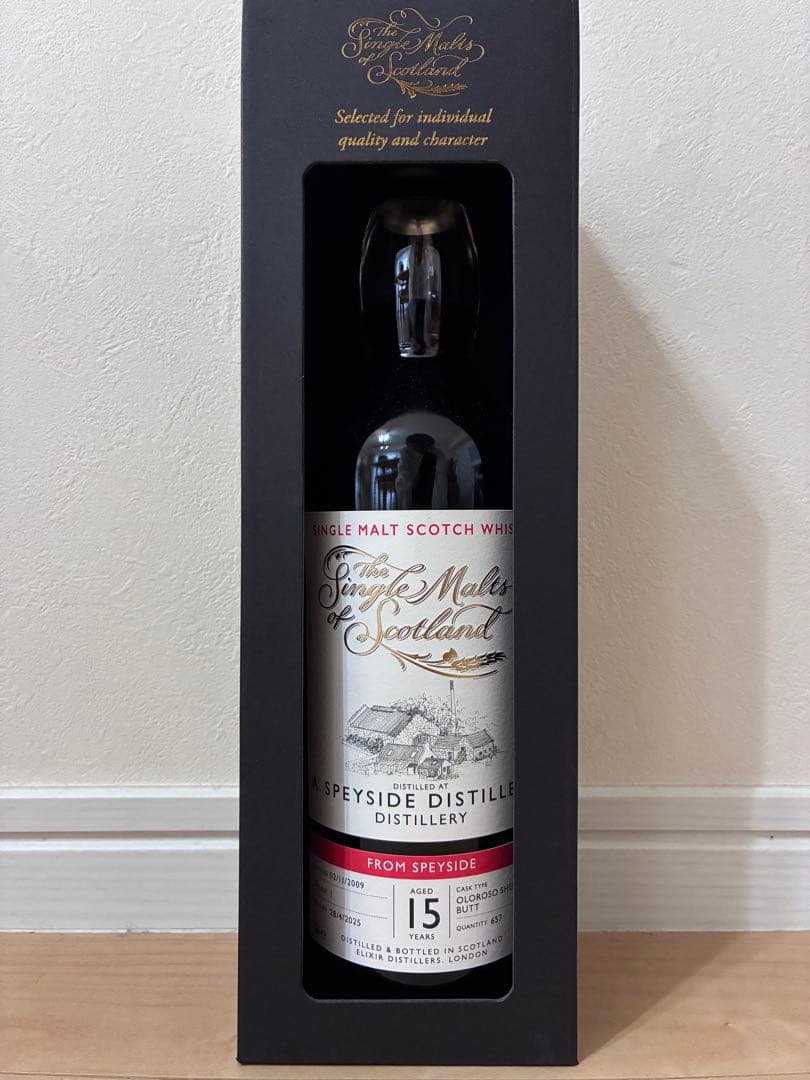 The
Single Malts
of Scotland
Selected for individual
quality and character
SINGLE MALT SCOTCH WHIS
The
Single Malts
of Scotland
DISTILLED AT
A SPEYSIDE DISTILLE
DISTILLERY
FROM SPEYSIDE
02/11/2009
28/4/2025
AGED
15
YEARS
CASK TYPE
OLOROSO SHE
BUTT
QUANTITY 657
DISTILLED & BOTTLED IN SCOTLAND
ELIXIR DISTILLERS. LONDON